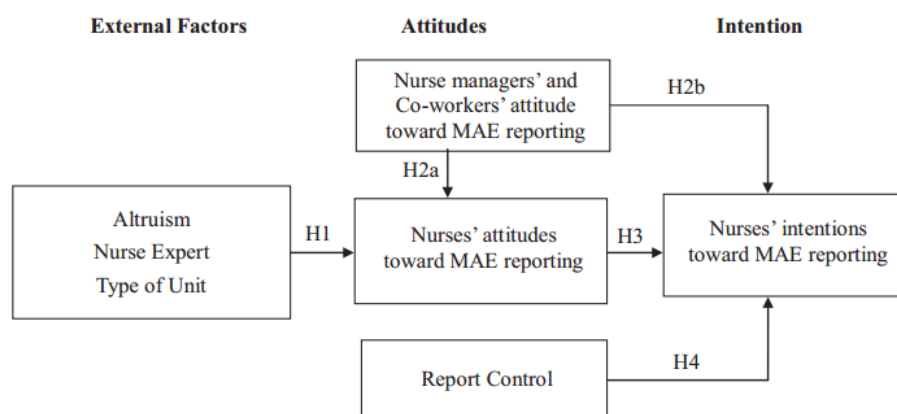 External Factors
Attitudes
Intention
Nurse managers’ and
Co-workers’ attitude
toward MAE reporting
H2b
H2a
Altruism
Nurse Expert
Type of Unit
H1
Nurses’ attitudes
toward MAE reporting
H3
Nurses’ intentions
toward MAE reporting
Report Control
H4